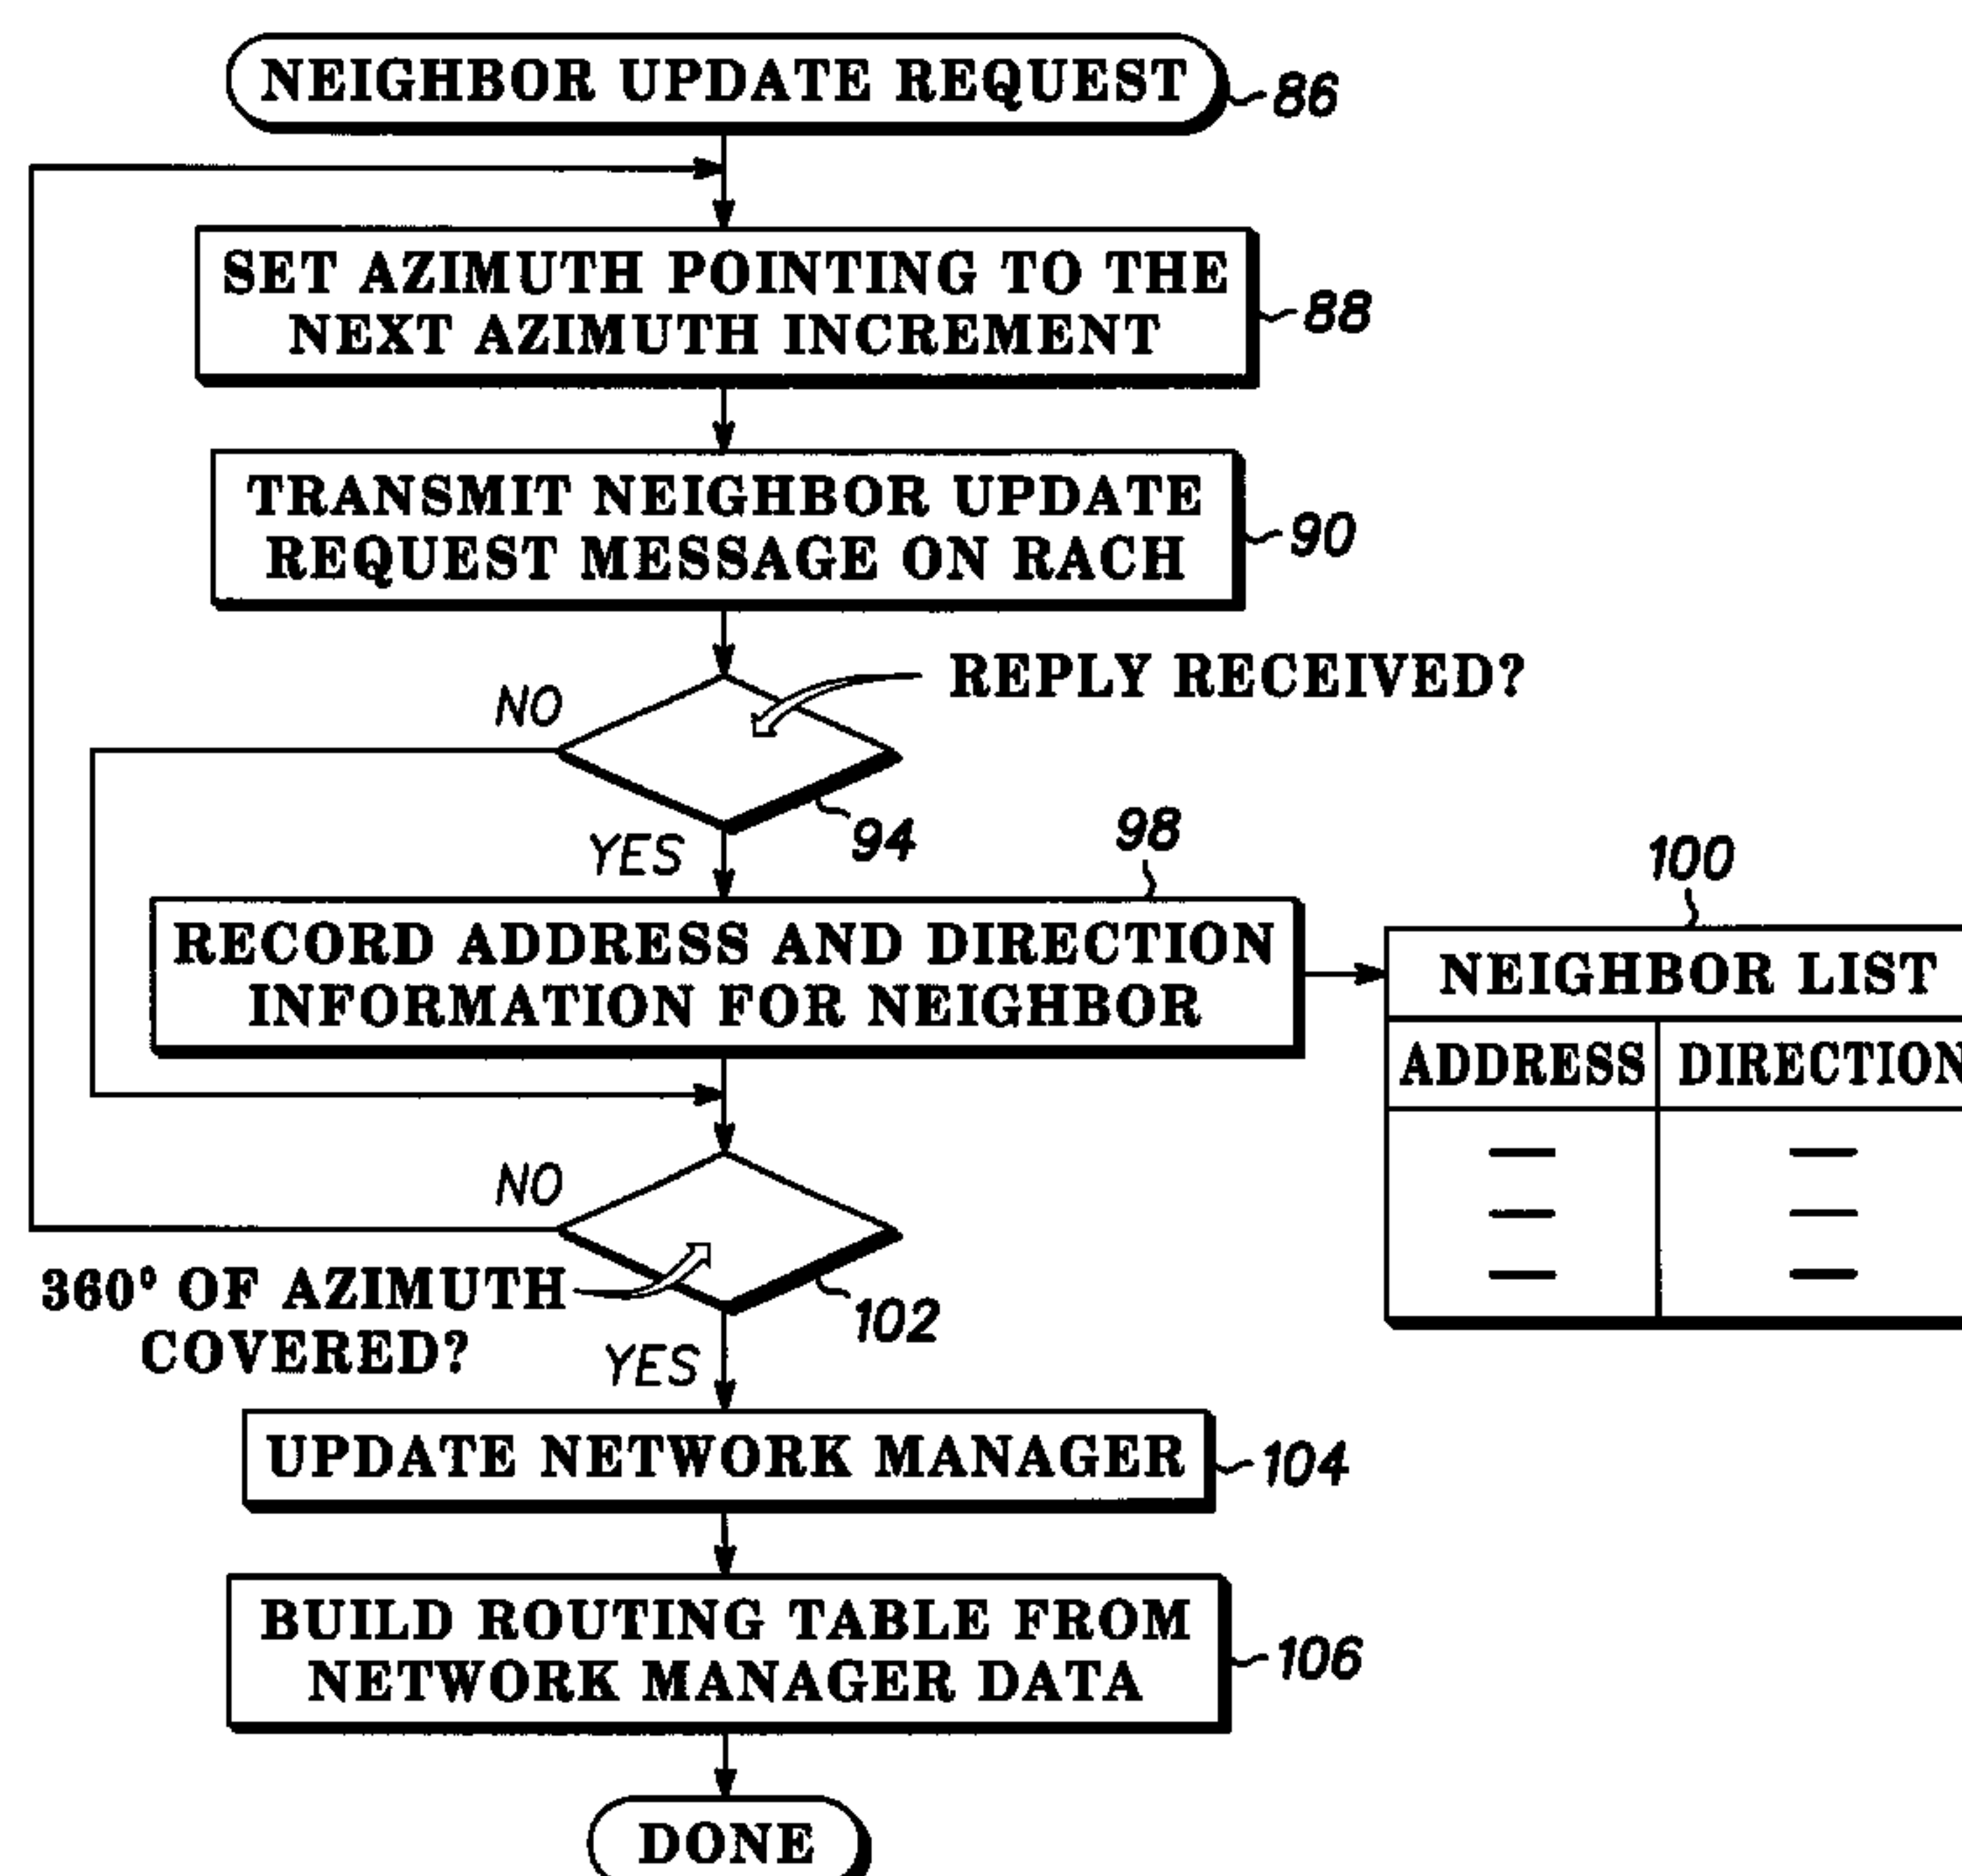 NEIGHBOR UPDATE REQUEST
86
SET AZIMUTH POINTING TO THE
NEXT AZIMUTH INCREMENT
88
TRANSMIT NEIGHBOR UPDATE
REQUEST MESSAGE ON RACH
90
REPLY RECEIVED?
NO
94
YES
98
RECORD ADDRESS AND DIRECTION
INFORMATION FOR NEIGHBOR
100
NEIGHBOR LIST
ADDRESS DIRECTION
NO
360° OF AZIMUTH
COVERED?
102
YES
UPDATE NETWORK MANAGER
104
BUILD ROUTING TABLE FROM
NETWORK MANAGER DATA
106
DONE